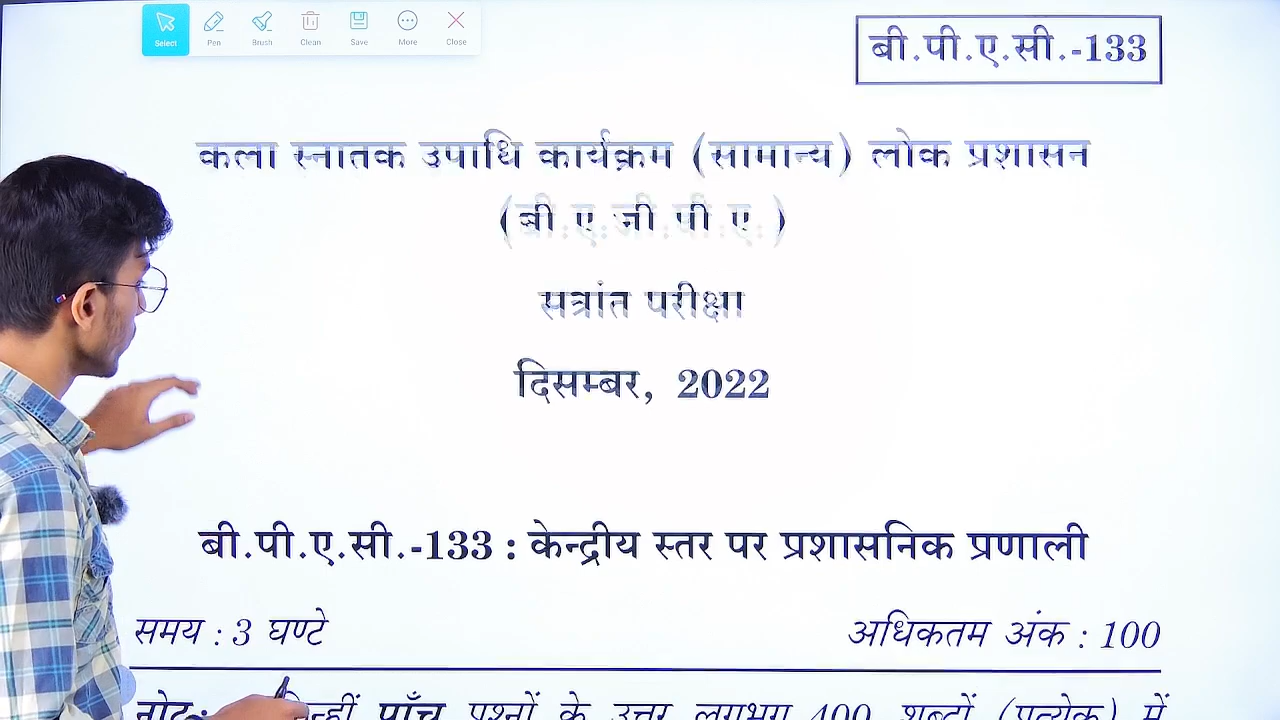 Select Pen Brush Clean Save More Close
बी.पी.ए.सी.-133
कला स्नातक उपाधि कार्यक्रम (सामान्य) लोक प्रशासन
(बी.ए.जी.पी.ए.)
सत्रांत परीक्षा
दिसम्बर, 2022
बी.पी.ए.सी.-133 : केन्द्रीय स्तर पर प्रशासनिक प्रणाली
समय : 3 घण्टे अधिकतम अंक : 100
नोट: पाँच प्रश्नों के उत्तर लगभग 400 शब्दों (प्रत्येक) में